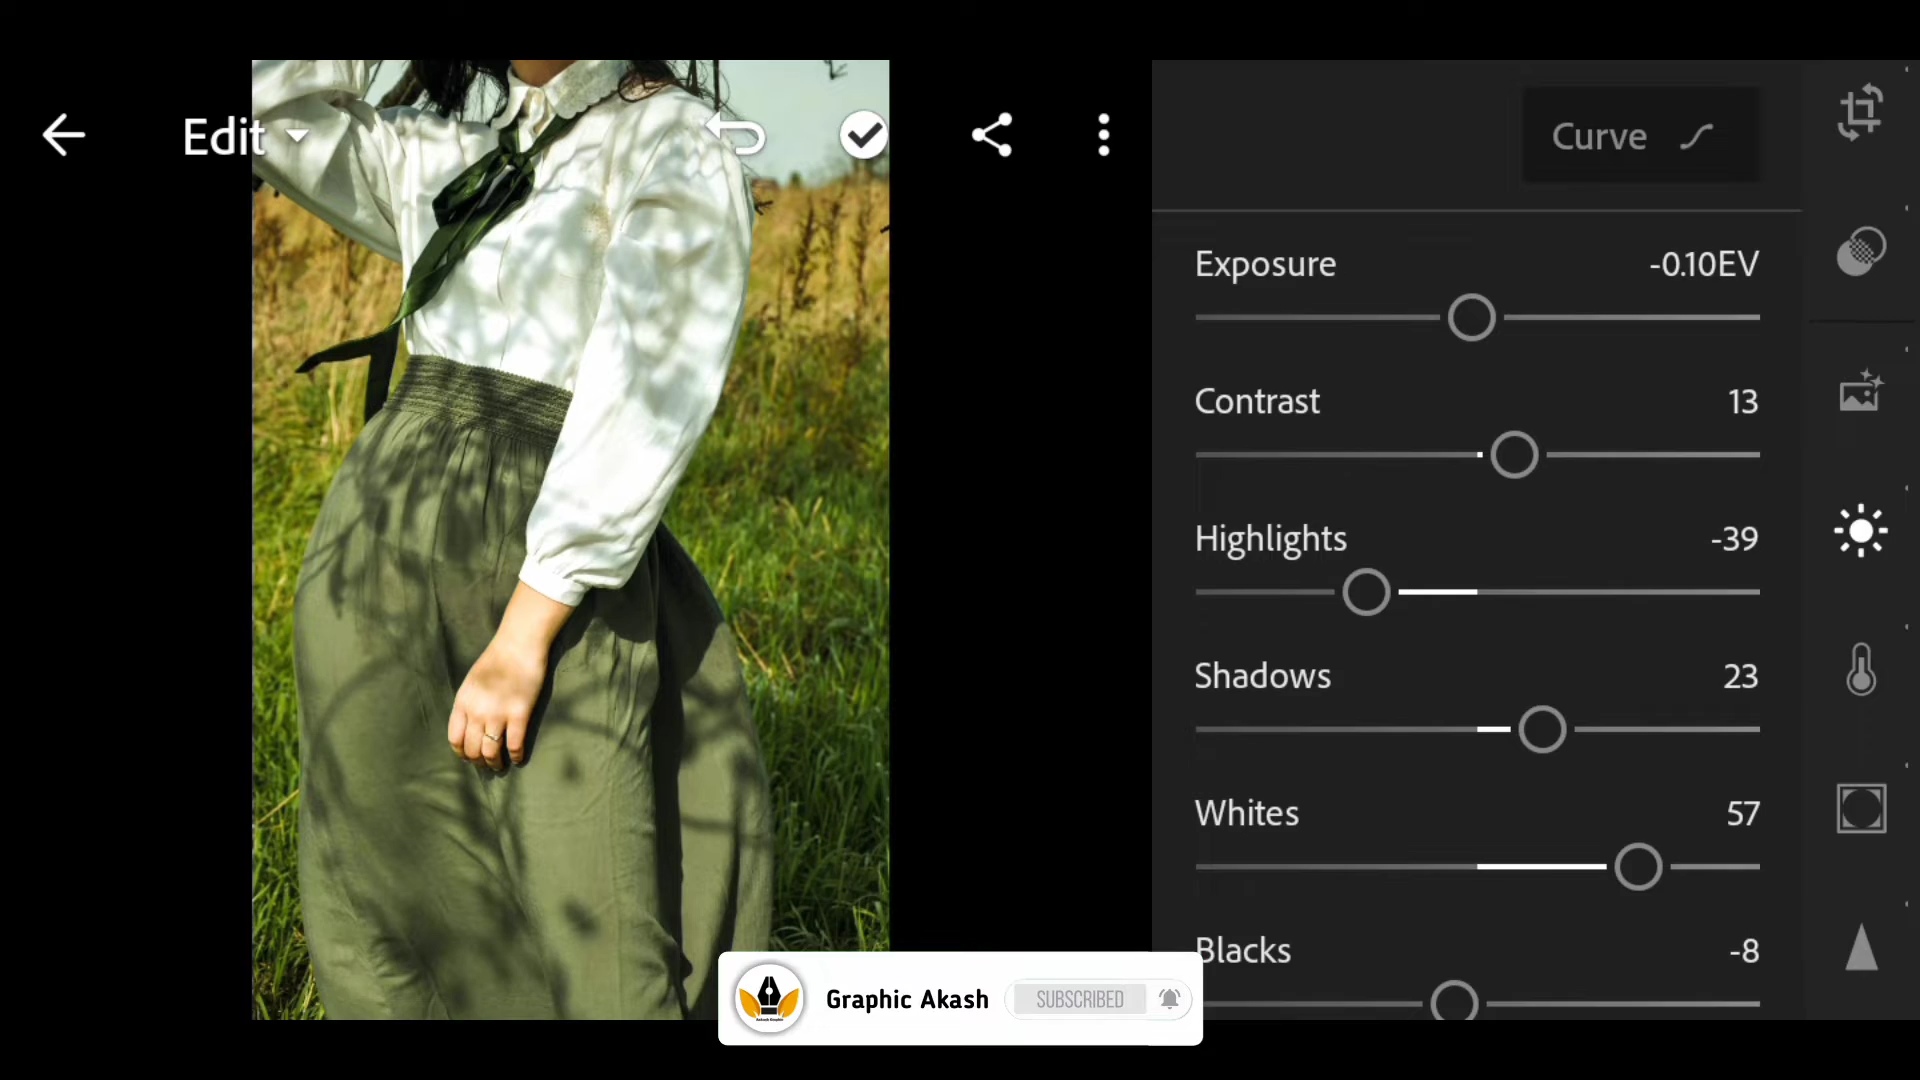 Edit
Curve
Exposure -0.10EV
Contrast 13
Highlights -39
Shadows 23
Whites 57
Blacks -8
Graphic Akash SUBSCRIBED